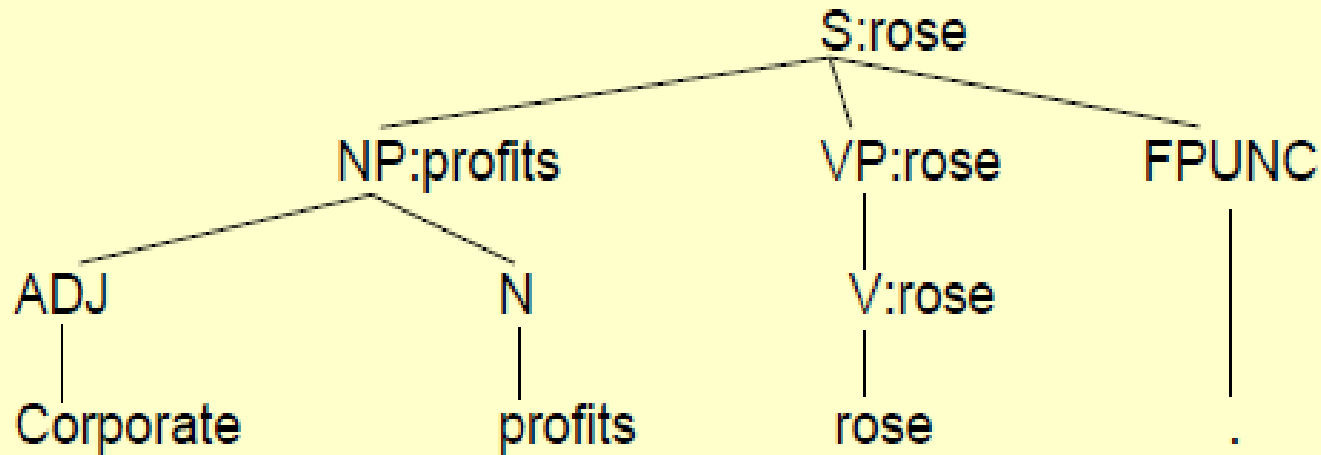 S:rose
NP:profits VP:rose FPUNC
ADJ N V:rose
Corporate profits rose .